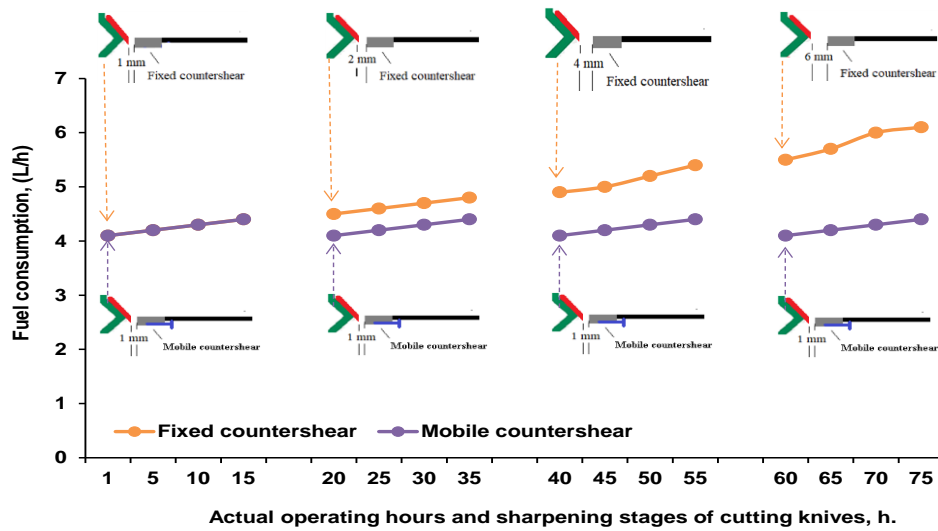 1 mm
Fixed countershear
2 mm
Fixed countershear
4 mm
Fixed countershear
6 mm
Fixed countershear
Fuel consumption, (L/h)
7
6
5
4
3
2
1
0
1 mm
Mobile countershear
1 mm
Mobile countershear
1 mm
Mobile countershear
1 mm
Mobile countershear
Fixed countershear
Mobile countershear
1 5 10 15 20 25 30 35 40 45 50 55 60 65 70 75
Actual operating hours and sharpening stages of cutting knives, h.